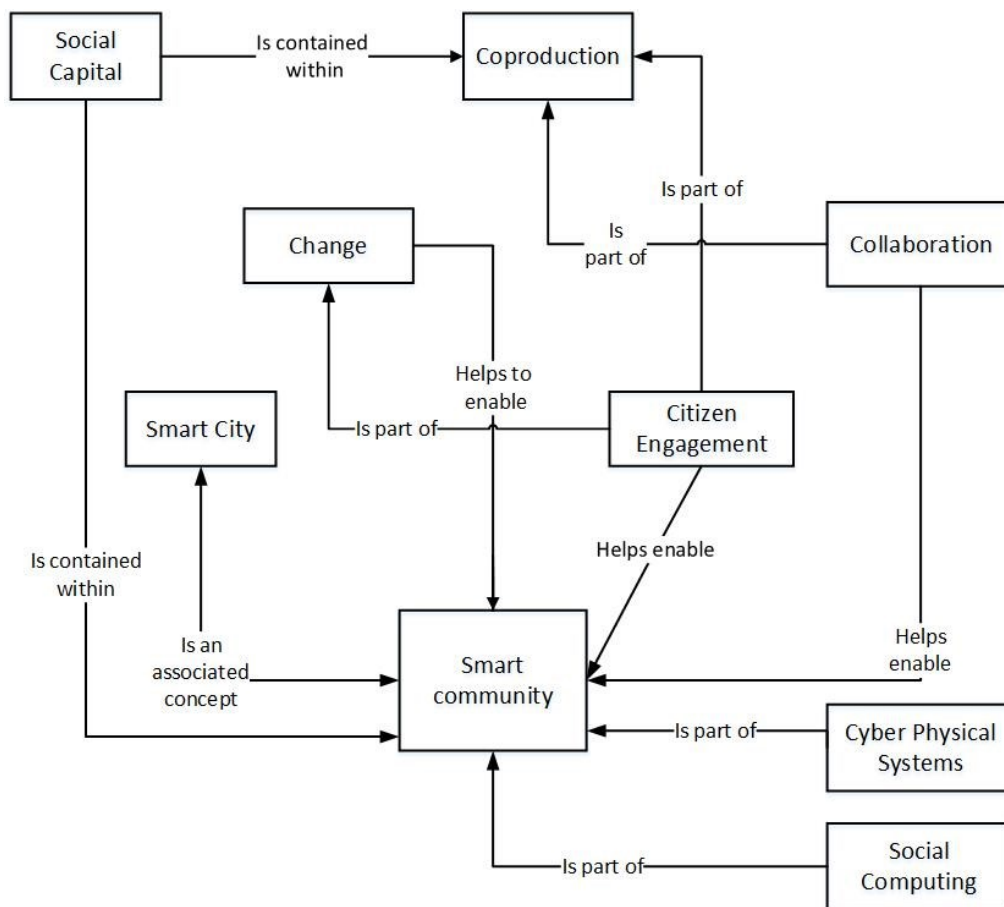 Social
Capital
Is contained
within
Coproduction
Is part of
Change
Is
part of
Collaboration
Helps to
enable
Smart City
Is part of
Citizen
Engagement
Is contained
within
Helps enable
Is an
associated
concept
Smart
community
Helps
enable
Is part of
Cyber Physical
Systems
Is part of
Social
Computing